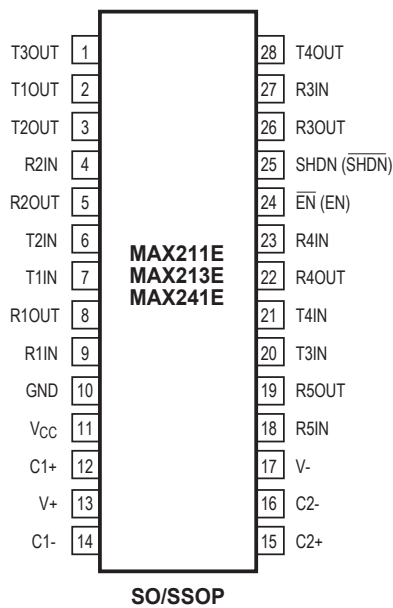 T3OUT 1 28 T4OUT
T1OUT 2 27 R3IN
T2OUT 3 26 R3OUT
R2IN 4 25 SHDN (S̅H̅D̅N̅)
R2OUT 5 24 E̅N̅ (EN)
T2IN 6 23 R4IN
MAX211E
MAX213E
MAX241E
T1IN 7 22 R4OUT
R1OUT 8 21 T4IN
R1IN 9 20 T3IN
GND 10 19 R5OUT
VCC 11 18 R5IN
C1+ 12 17 V-
V+ 13 16 C2-
C1- 14 15 C2+
SO/SSOP